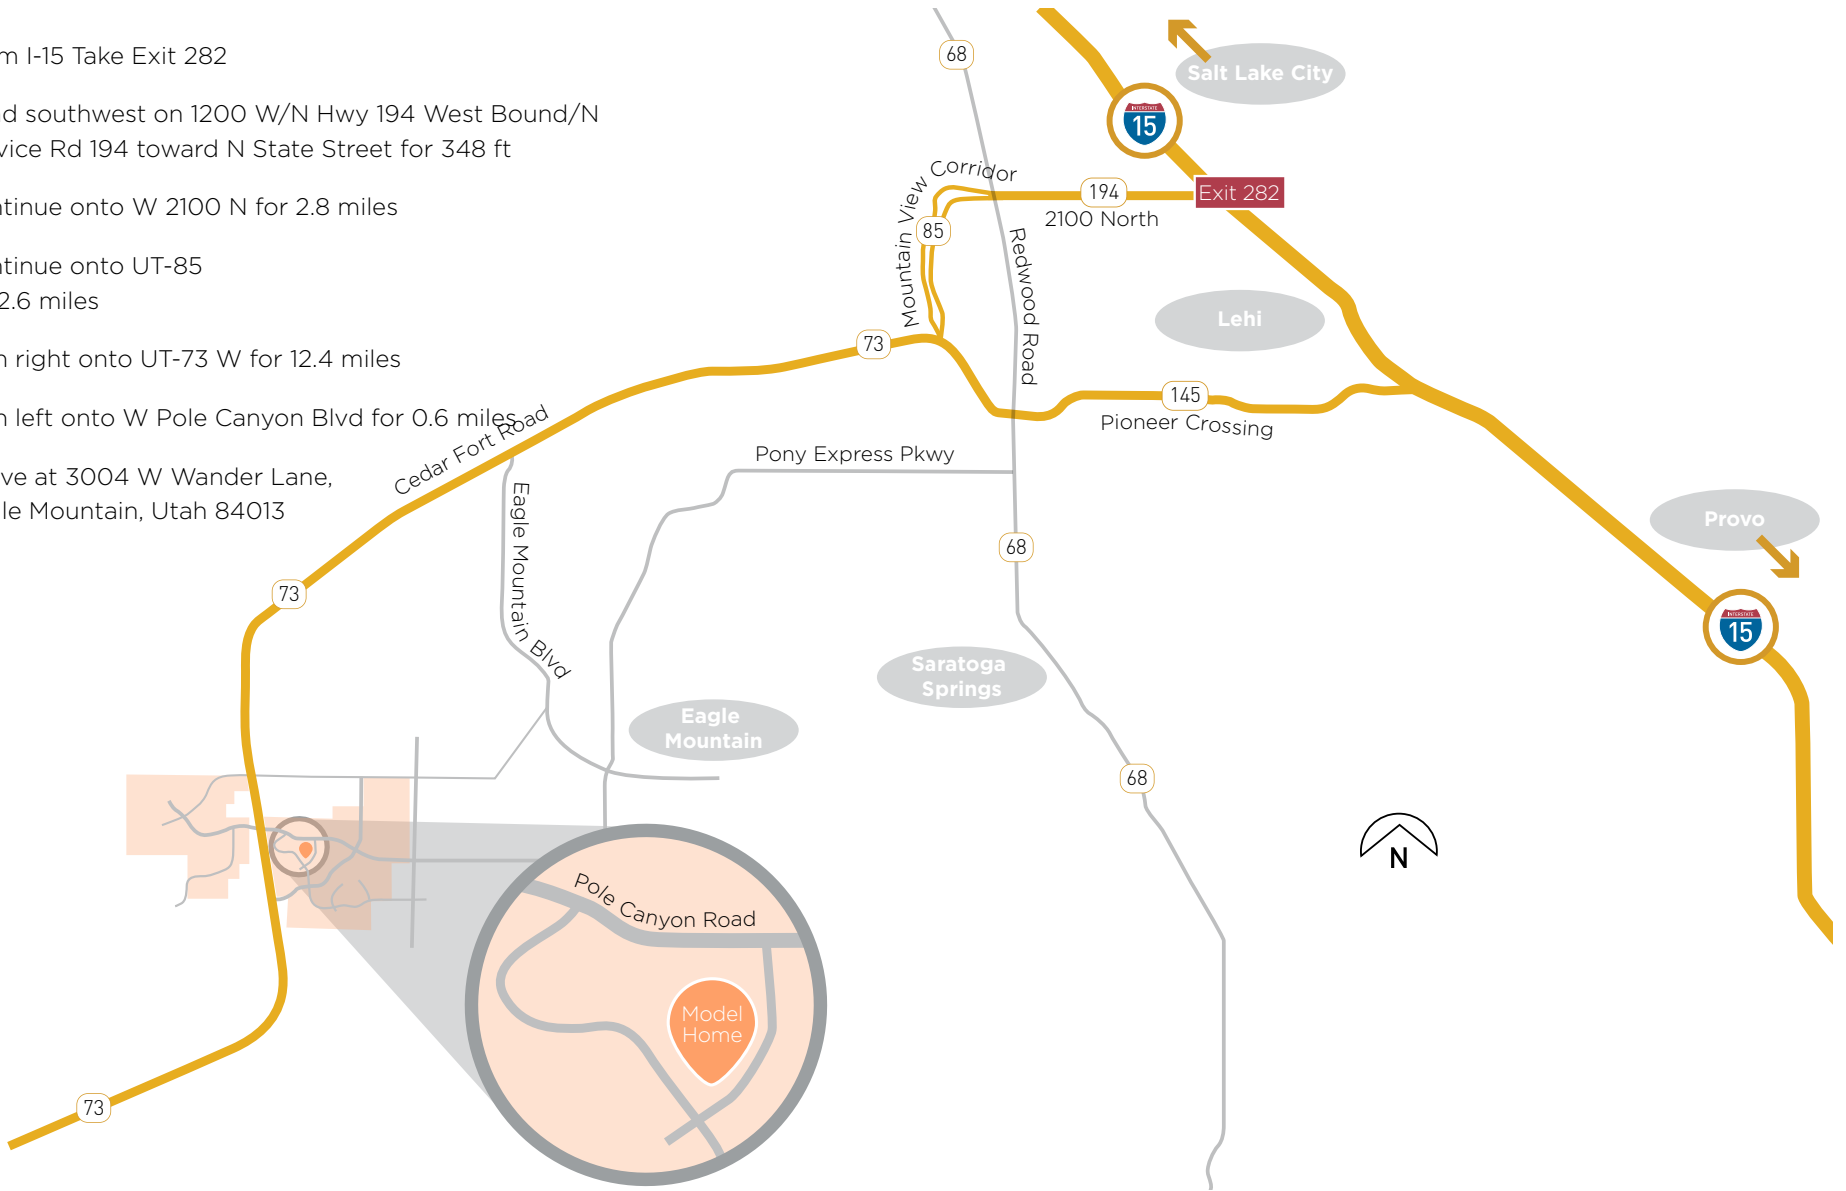 m I-15 Take Exit 282
d southwest on 1200 W/N Hwy 194 West Bound/N
vice Rd 194 toward N State Street for 348 ft
ntinue onto W 2100 N for 2.8 miles
ntinue onto UT-85
2.6 miles
n right onto UT-73 W for 12.4 miles
n left onto W Pole Canyon Blvd for 0.6 miles
ve at 3004 W Wander Lane,
le Mountain, Utah 84013
68
Salt Lake City
INTERSTATE
15
Mountain View Corridor
194
Exit 282
2100 North
85
Redwood Road
Lehi
73
145
Pioneer Crossing
Cedar Fort Road
Pony Express Pkwy
Eagle Mountain Blvd
Provo
68
73
INTERSTATE
15
Saratoga
Springs
Eagle
Mountain
68
N
Pole Canyon Road
Model
Home
73